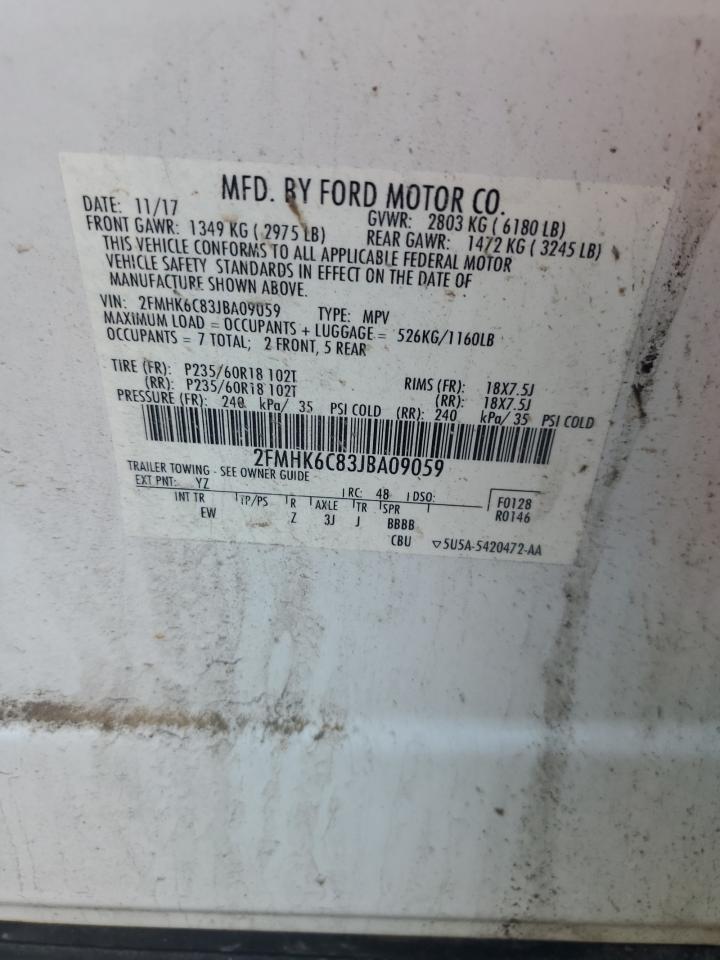 MFD. BY FORD MOTOR CO.
DATE: 11/17 GVWR: 2803 KG ( 6180 LB)
FRONT GAWR: 1349 KG ( 2975 LB) REAR GAWR: 1472 KG ( 3245 LB)
THIS VEHICLE CONFORMS TO ALL APPLICABLE FEDERAL MOTOR
VEHICLE SAFETY STANDARDS IN EFFECT ON THE DATE OF
MANUFACTURE SHOWN ABOVE.
VIN: 2FMHK6C83JBA09059 TYPE: MPV
MAXIMUM LOAD = OCCUPANTS + LUGGAGE = 526KG/1160LB
OCCUPANTS = 7 TOTAL; 2 FRONT, 5 REAR
TIRE (FR): P235/60R18 102T RIMS (FR): 18X7.5J
(RR): P235/60R18 102T (RR): 18X7.5J
PRESSURE (FR): 240 kPa/ 35 PSI COLD (RR): 240 kPa/ 35 PSI COLD
2FMHK6C83JBA09059
TRAILER TOWING - SEE OWNER GUIDE
EXT PNT: YZ RC: 48 DSO:
INT TR TP/PS R AXLE TR SPR F0128
EW Z 3J J BBBB R0146
CBU ▽5U5A-5420472-AA